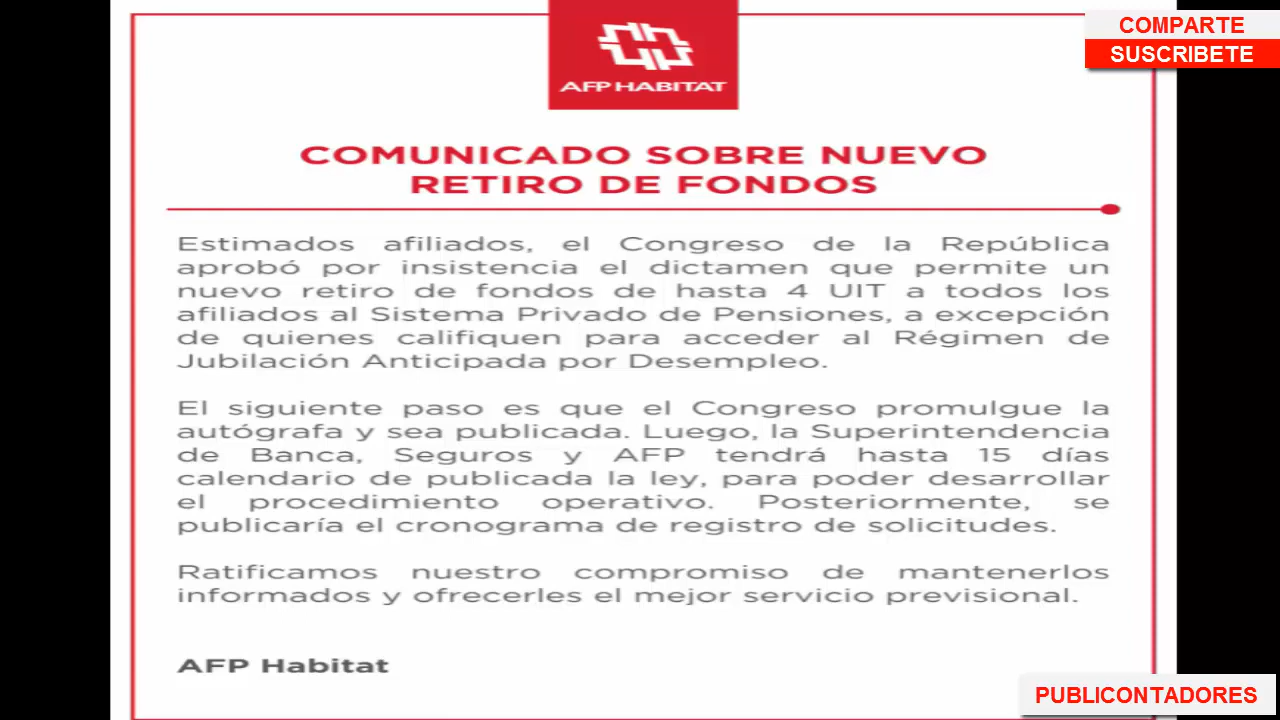 COMPARTE
SUSCRIBETE
AFP HABITAT
COMUNICADO SOBRE NUEVO
RETIRO DE FONDOS
Estimados afiliados, el Congreso de la República
aprobó por insistencia el dictamen que permite un
nuevo retiro de fondos de hasta 4 UIT a todos los
afiliados al Sistema Privado de Pensiones, a excepción
de quienes califiquen para acceder al Régimen de
Jubilación Anticipada por Desempleo.
El siguiente paso es que el Congreso promulgue la
autógrafa y sea publicada. Luego, la Superintendencia
de Banca, Seguros y AFP tendrá hasta 15 días
calendario de publicada la ley, para poder desarrollar
el procedimiento operativo. Posteriormente, se
publicaría el cronograma de registro de solicitudes.
Ratificamos nuestro compromiso de mantenerlos
informados y ofrecerles el mejor servicio previsional.
AFP Habitat
PUBLICONTADORES